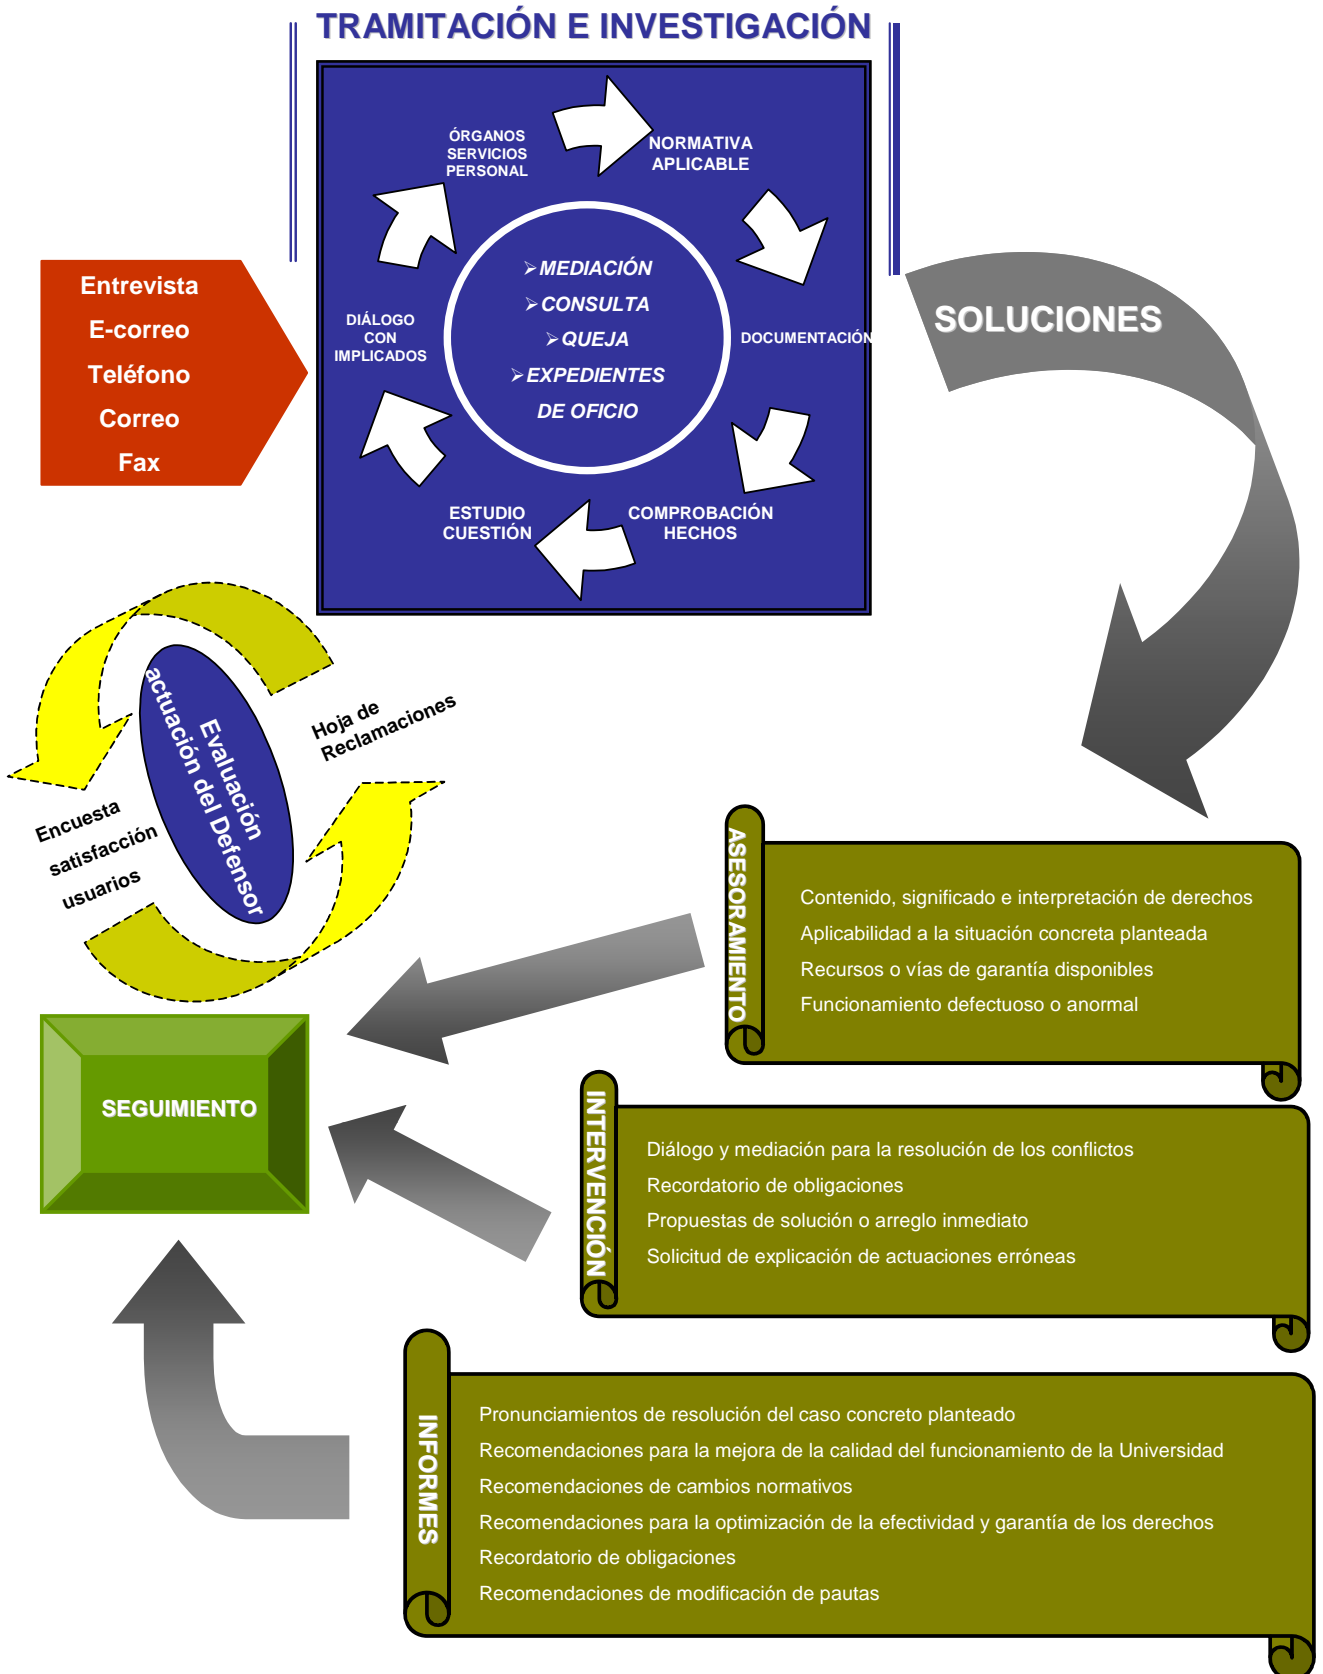 TRAMITACIÓN E INVESTIGACIÓN
ÓRGANOS
SERVICIOS
PERSONAL
NORMATIVA
APLICABLE
DOCUMENTACIÓN
COMPROBACIÓN
HECHOS
ESTUDIO
CUESTIÓN
DIÁLOGO
CON
IMPLICADOS
➢MEDIACIÓN
➢CONSULTA
➢QUEJA
➢EXPEDIENTES
DE OFICIO
Entrevista
E-correo
Teléfono
Correo
Fax
SOLUCIONES
Evaluación
actuación del Defensor
Hoja de
Reclamaciones
Encuesta
satisfacción
usuarios
ASESORAMIENTO
Contenido, significado e interpretación de derechos
Aplicabilidad a la situación concreta planteada
Recursos o vías de garantía disponibles
Funcionamiento defectuoso o anormal
SEGUIMIENTO
INTERVENCIÓN
Diálogo y mediación para la resolución de los conflictos
Recordatorio de obligaciones
Propuestas de solución o arreglo inmediato
Solicitud de explicación de actuaciones erróneas
INFORMES
Pronunciamientos de resolución del caso concreto planteado
Recomendaciones para la mejora de la calidad del funcionamiento de la Universidad
Recomendaciones de cambios normativos
Recomendaciones para la optimización de la efectividad y garantía de los derechos
Recordatorio de obligaciones
Recomendaciones de modificación de pautas